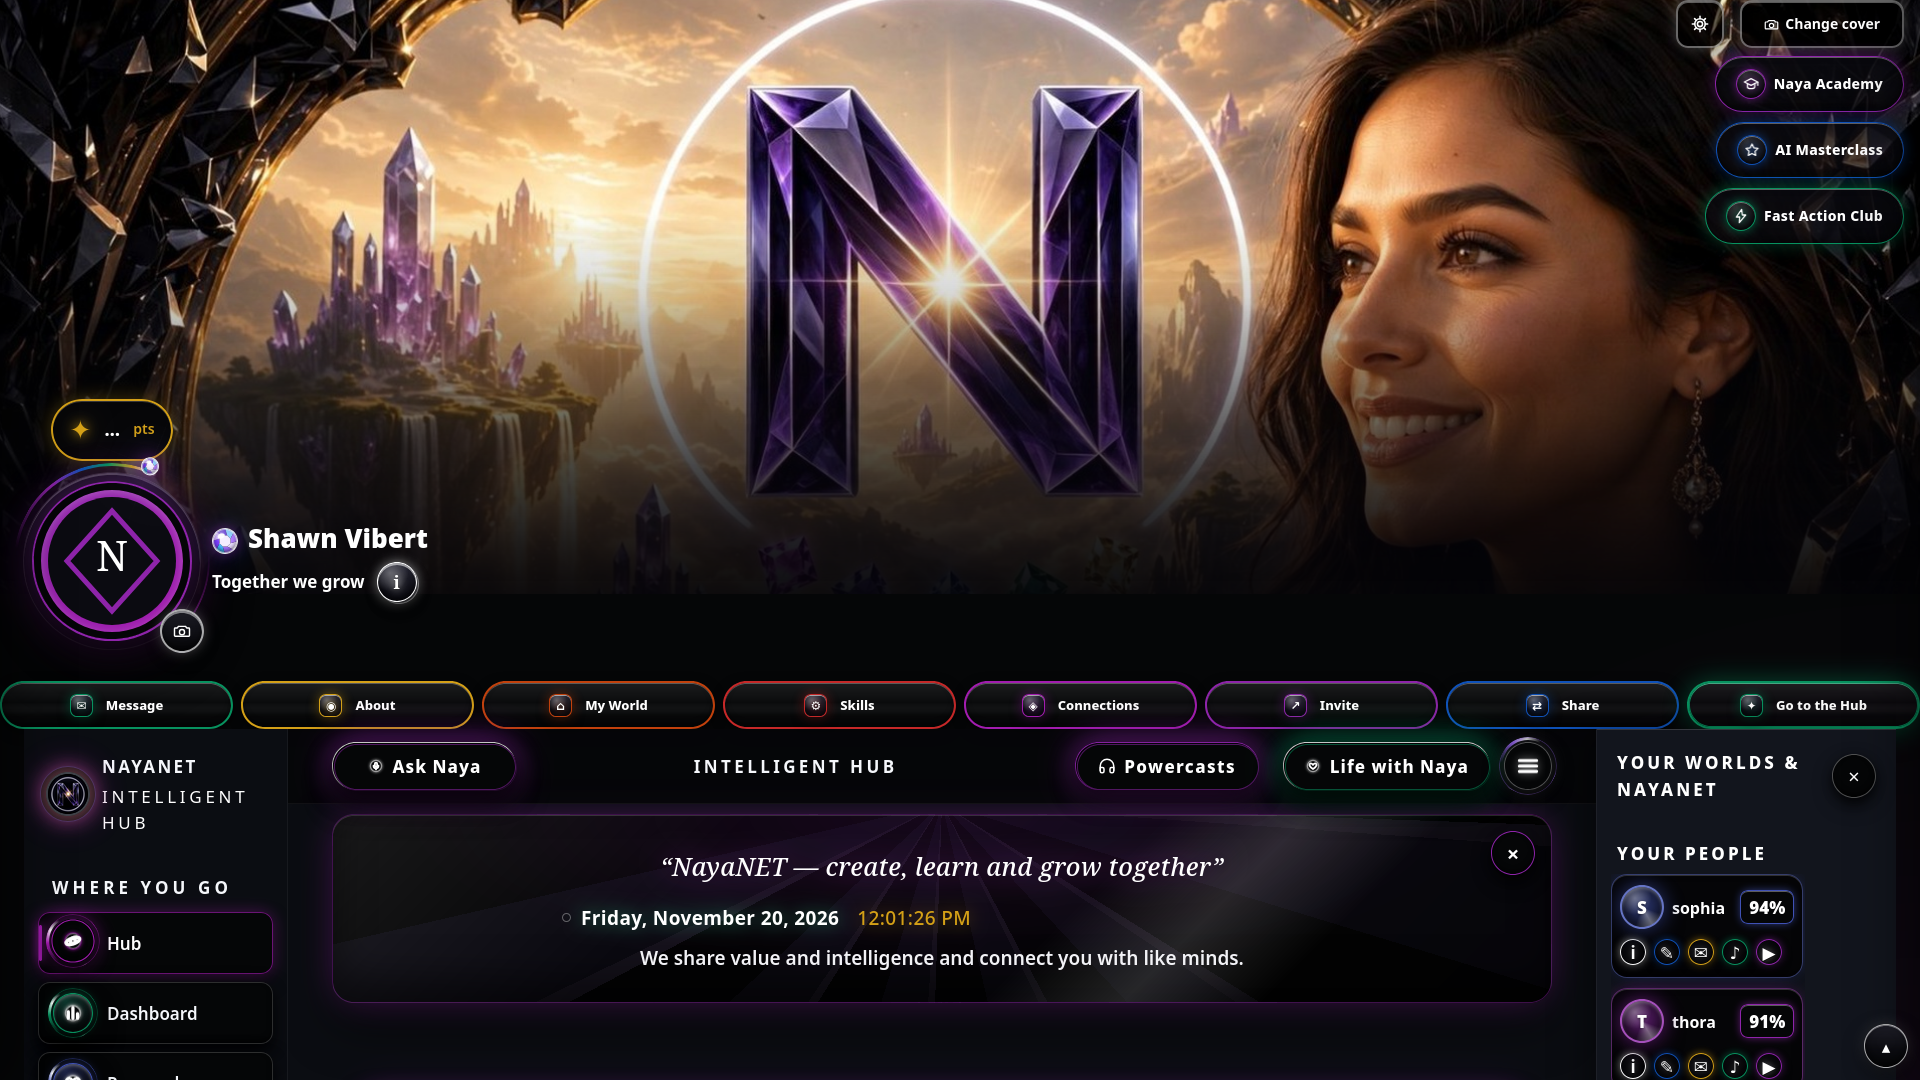 Change cover
Naya Academy
AI Masterclass
Fast Action Club
N
... pts
N
Shawn Vibert
Together we grow i
Message
About
My World
Skills
Connections
Invite
Share
Go to the Hub
NAYANET
INTELLIGENT
HUB
WHERE YOU GO
Hub
Dashboard
Ask Naya
INTELLIGENT HUB
Powercasts
Life with Naya
“NayaNET — create, learn and grow together”
Friday, November 20, 2026 12:01:26 PM
We share value and intelligence and connect you with like minds.
YOUR WORLDS &
NAYANET
YOUR PEOPLE
S sophia 94%
i
T thora 91%
i